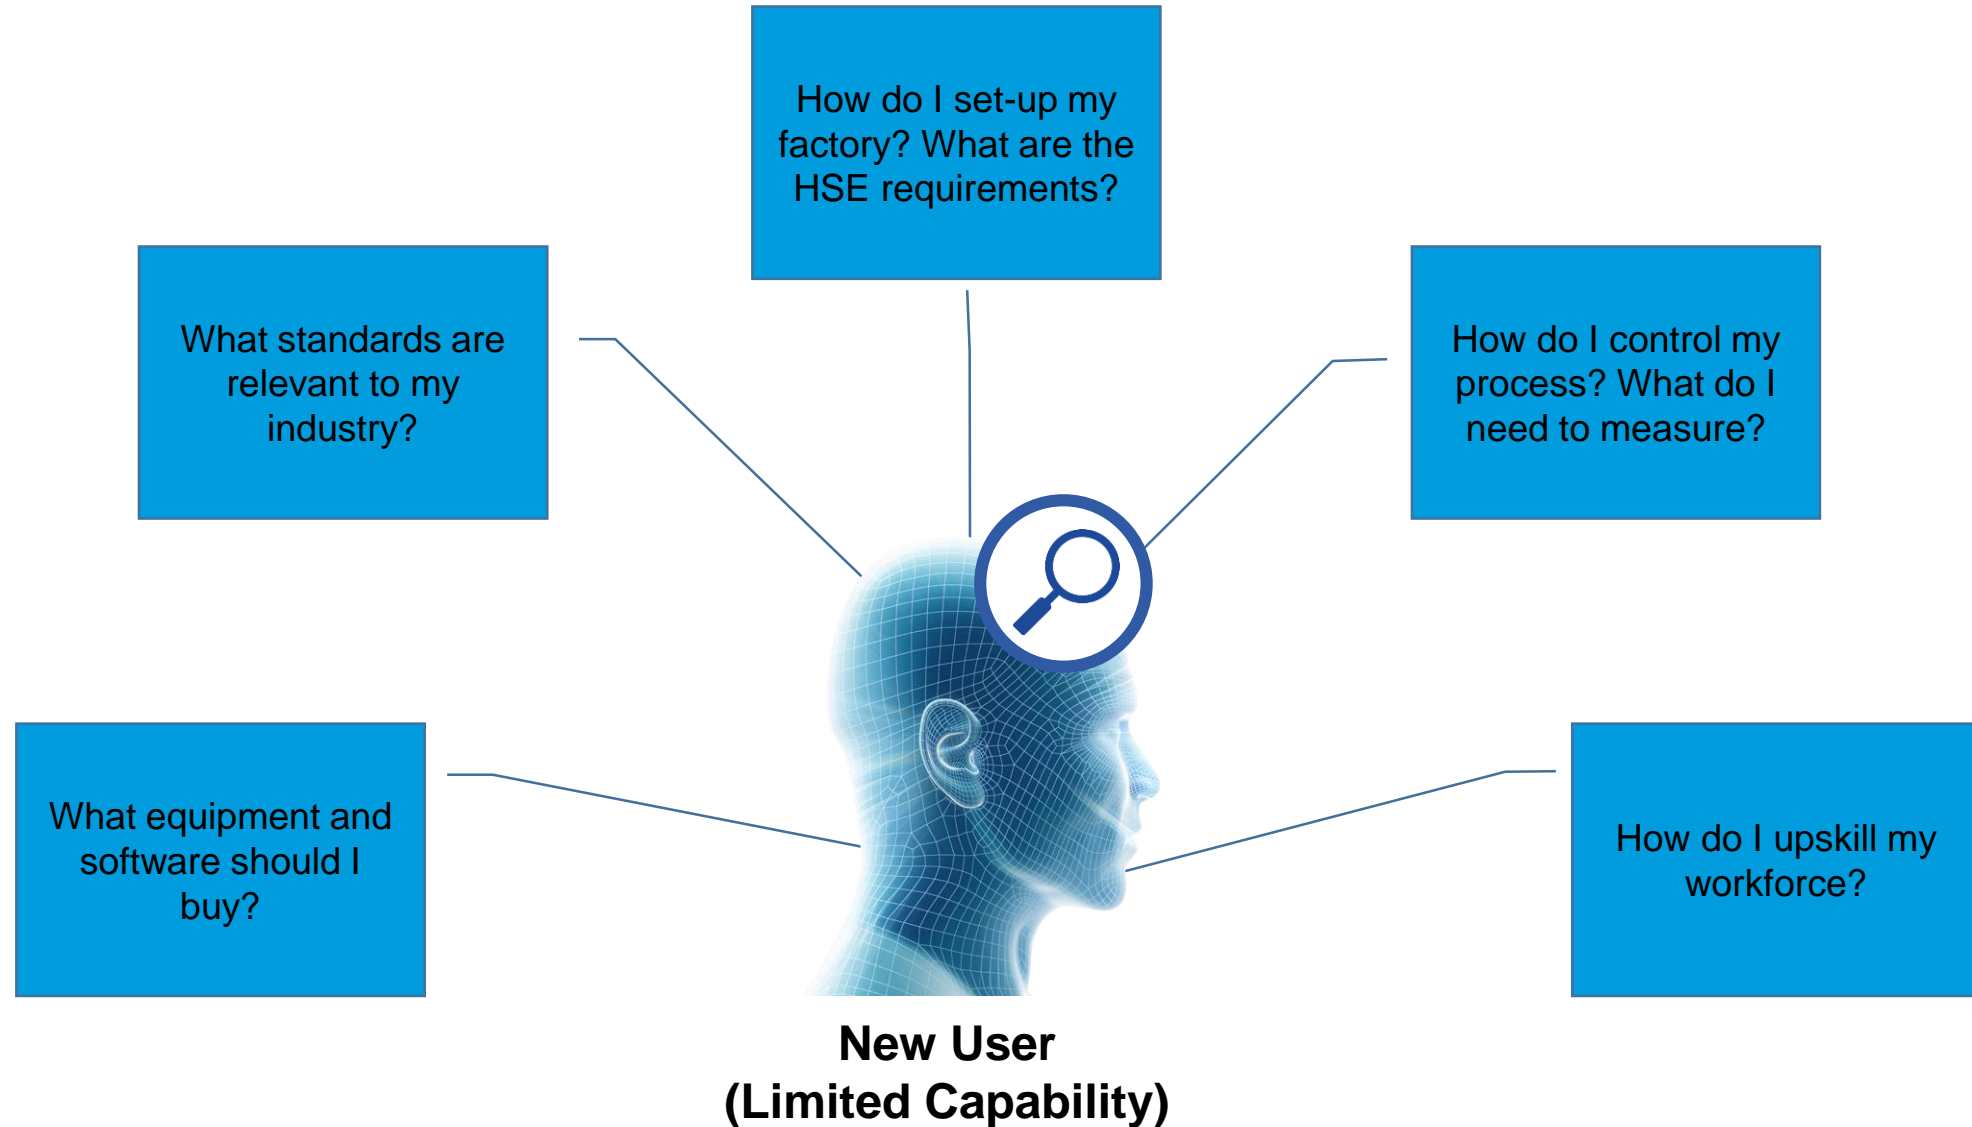 How do I set-up my
factory? What are the
HSE requirements?
What standards are
relevant to my
industry?
How do I control my
process? What do I
need to measure?
What equipment and
software should I
buy?
How do I upskill my
workforce?
New User
(Limited Capability)